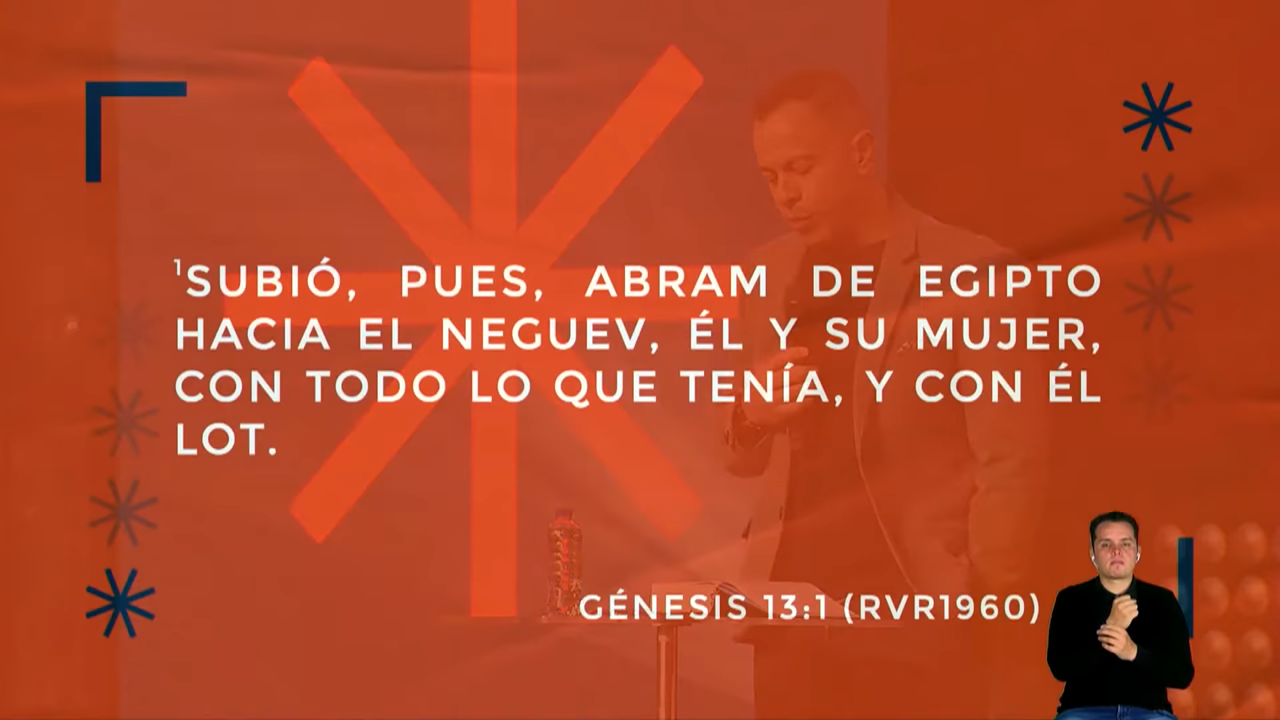 ¹SUBIÓ, PUES, ABRAM DE EGIPTO
HACIA EL NEGUEV, ÉL Y SU MUJER,
CON TODO LO QUE TENÍA, Y CON ÉL
LOT.
GÉNESIS 13:1 (RVR1960)